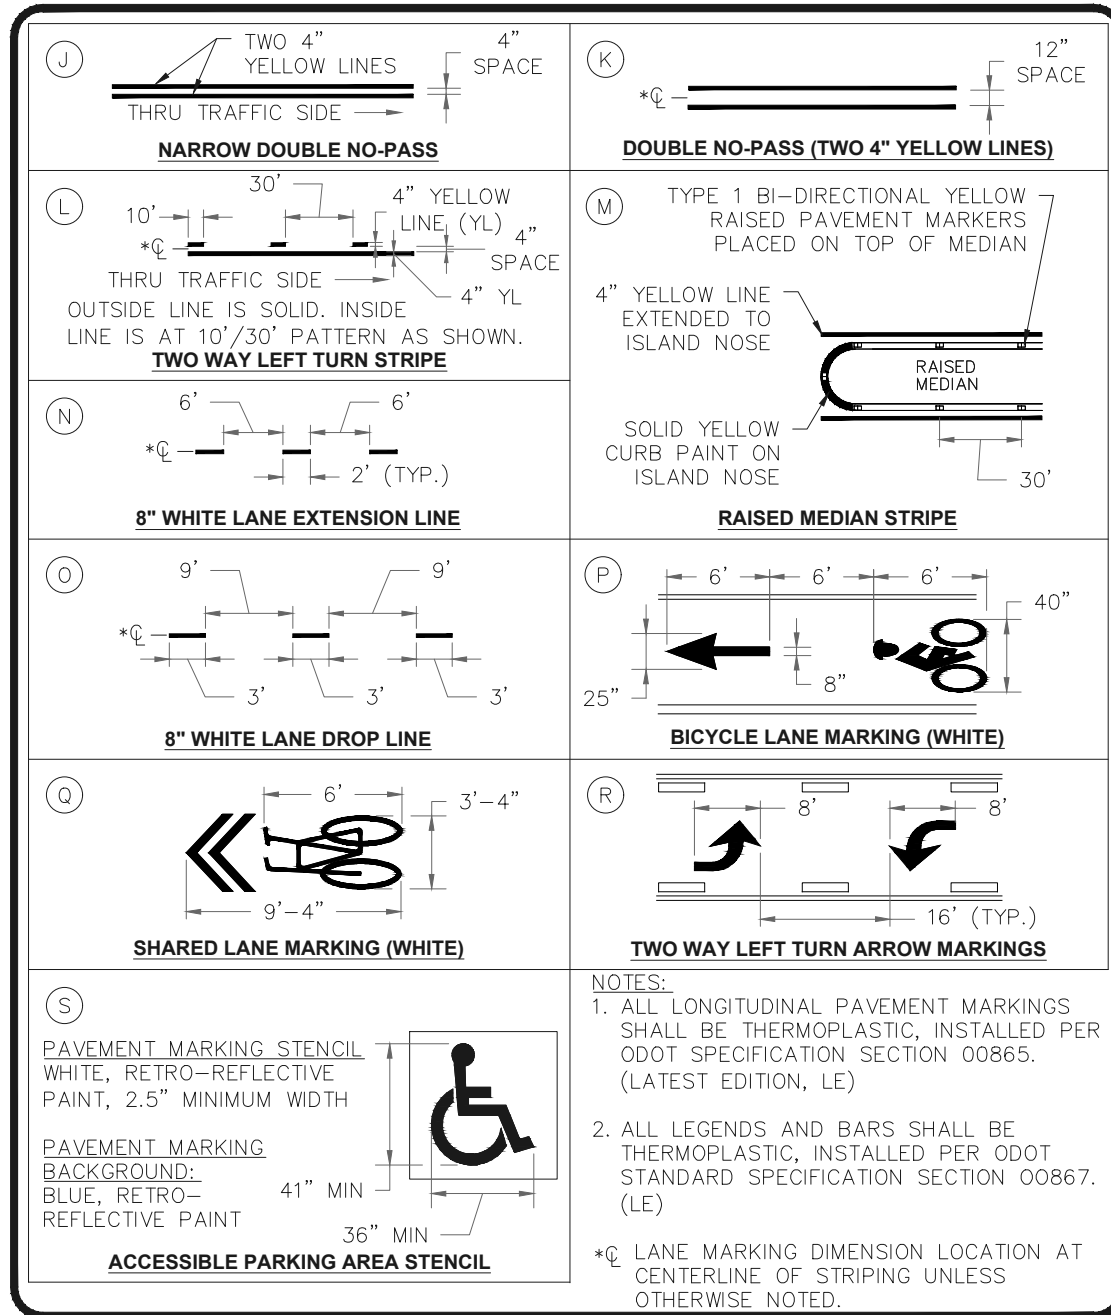 J
TWO 4”
YELLOW LINES
4”
SPACE
THRU TRAFFIC SIDE
NARROW DOUBLE NO-PASS
K
12”
SPACE
*℄
DOUBLE NO-PASS (TWO 4" YELLOW LINES)
L
30’
10’
4” YELLOW
LINE (YL)
*℄
4”
SPACE
THRU TRAFFIC SIDE
4” YL
OUTSIDE LINE IS SOLID. INSIDE
LINE IS AT 10’/30’ PATTERN AS SHOWN.
TWO WAY LEFT TURN STRIPE
M
TYPE 1 BI–DIRECTIONAL YELLOW
RAISED PAVEMENT MARKERS
PLACED ON TOP OF MEDIAN
4” YELLOW LINE
EXTENDED TO
ISLAND NOSE
RAISED
MEDIAN
SOLID YELLOW
CURB PAINT ON
ISLAND NOSE
30’
RAISED MEDIAN STRIPE
N
6’
6’
*℄
2’ (TYP.)
8" WHITE LANE EXTENSION LINE
O
9’
9’
*℄
3’
3’
3’
8" WHITE LANE DROP LINE
P
6’
6’
6’
40”
25”
8”
BICYCLE LANE MARKING (WHITE)
Q
6’
3’–4”
9’–4”
SHARED LANE MARKING (WHITE)
R
8’
8’
16’ (TYP.)
TWO WAY LEFT TURN ARROW MARKINGS
S
PAVEMENT MARKING STENCIL
WHITE, RETRO–REFLECTIVE
PAINT, 2.5” MINIMUM WIDTH
PAVEMENT MARKING
BACKGROUND:
BLUE, RETRO–
REFLECTIVE PAINT
41” MIN
36” MIN
ACCESSIBLE PARKING AREA STENCIL
NOTES:
1. ALL LONGITUDINAL PAVEMENT MARKINGS
SHALL BE THERMOPLASTIC, INSTALLED PER
ODOT SPECIFICATION SECTION 00865.
(LATEST EDITION, LE)
2. ALL LEGENDS AND BARS SHALL BE
THERMOPLASTIC, INSTALLED PER ODOT
STANDARD SPECIFICATION SECTION 00867.
(LE)
*℄ LANE MARKING DIMENSION LOCATION AT
CENTERLINE OF STRIPING UNLESS
OTHERWISE NOTED.